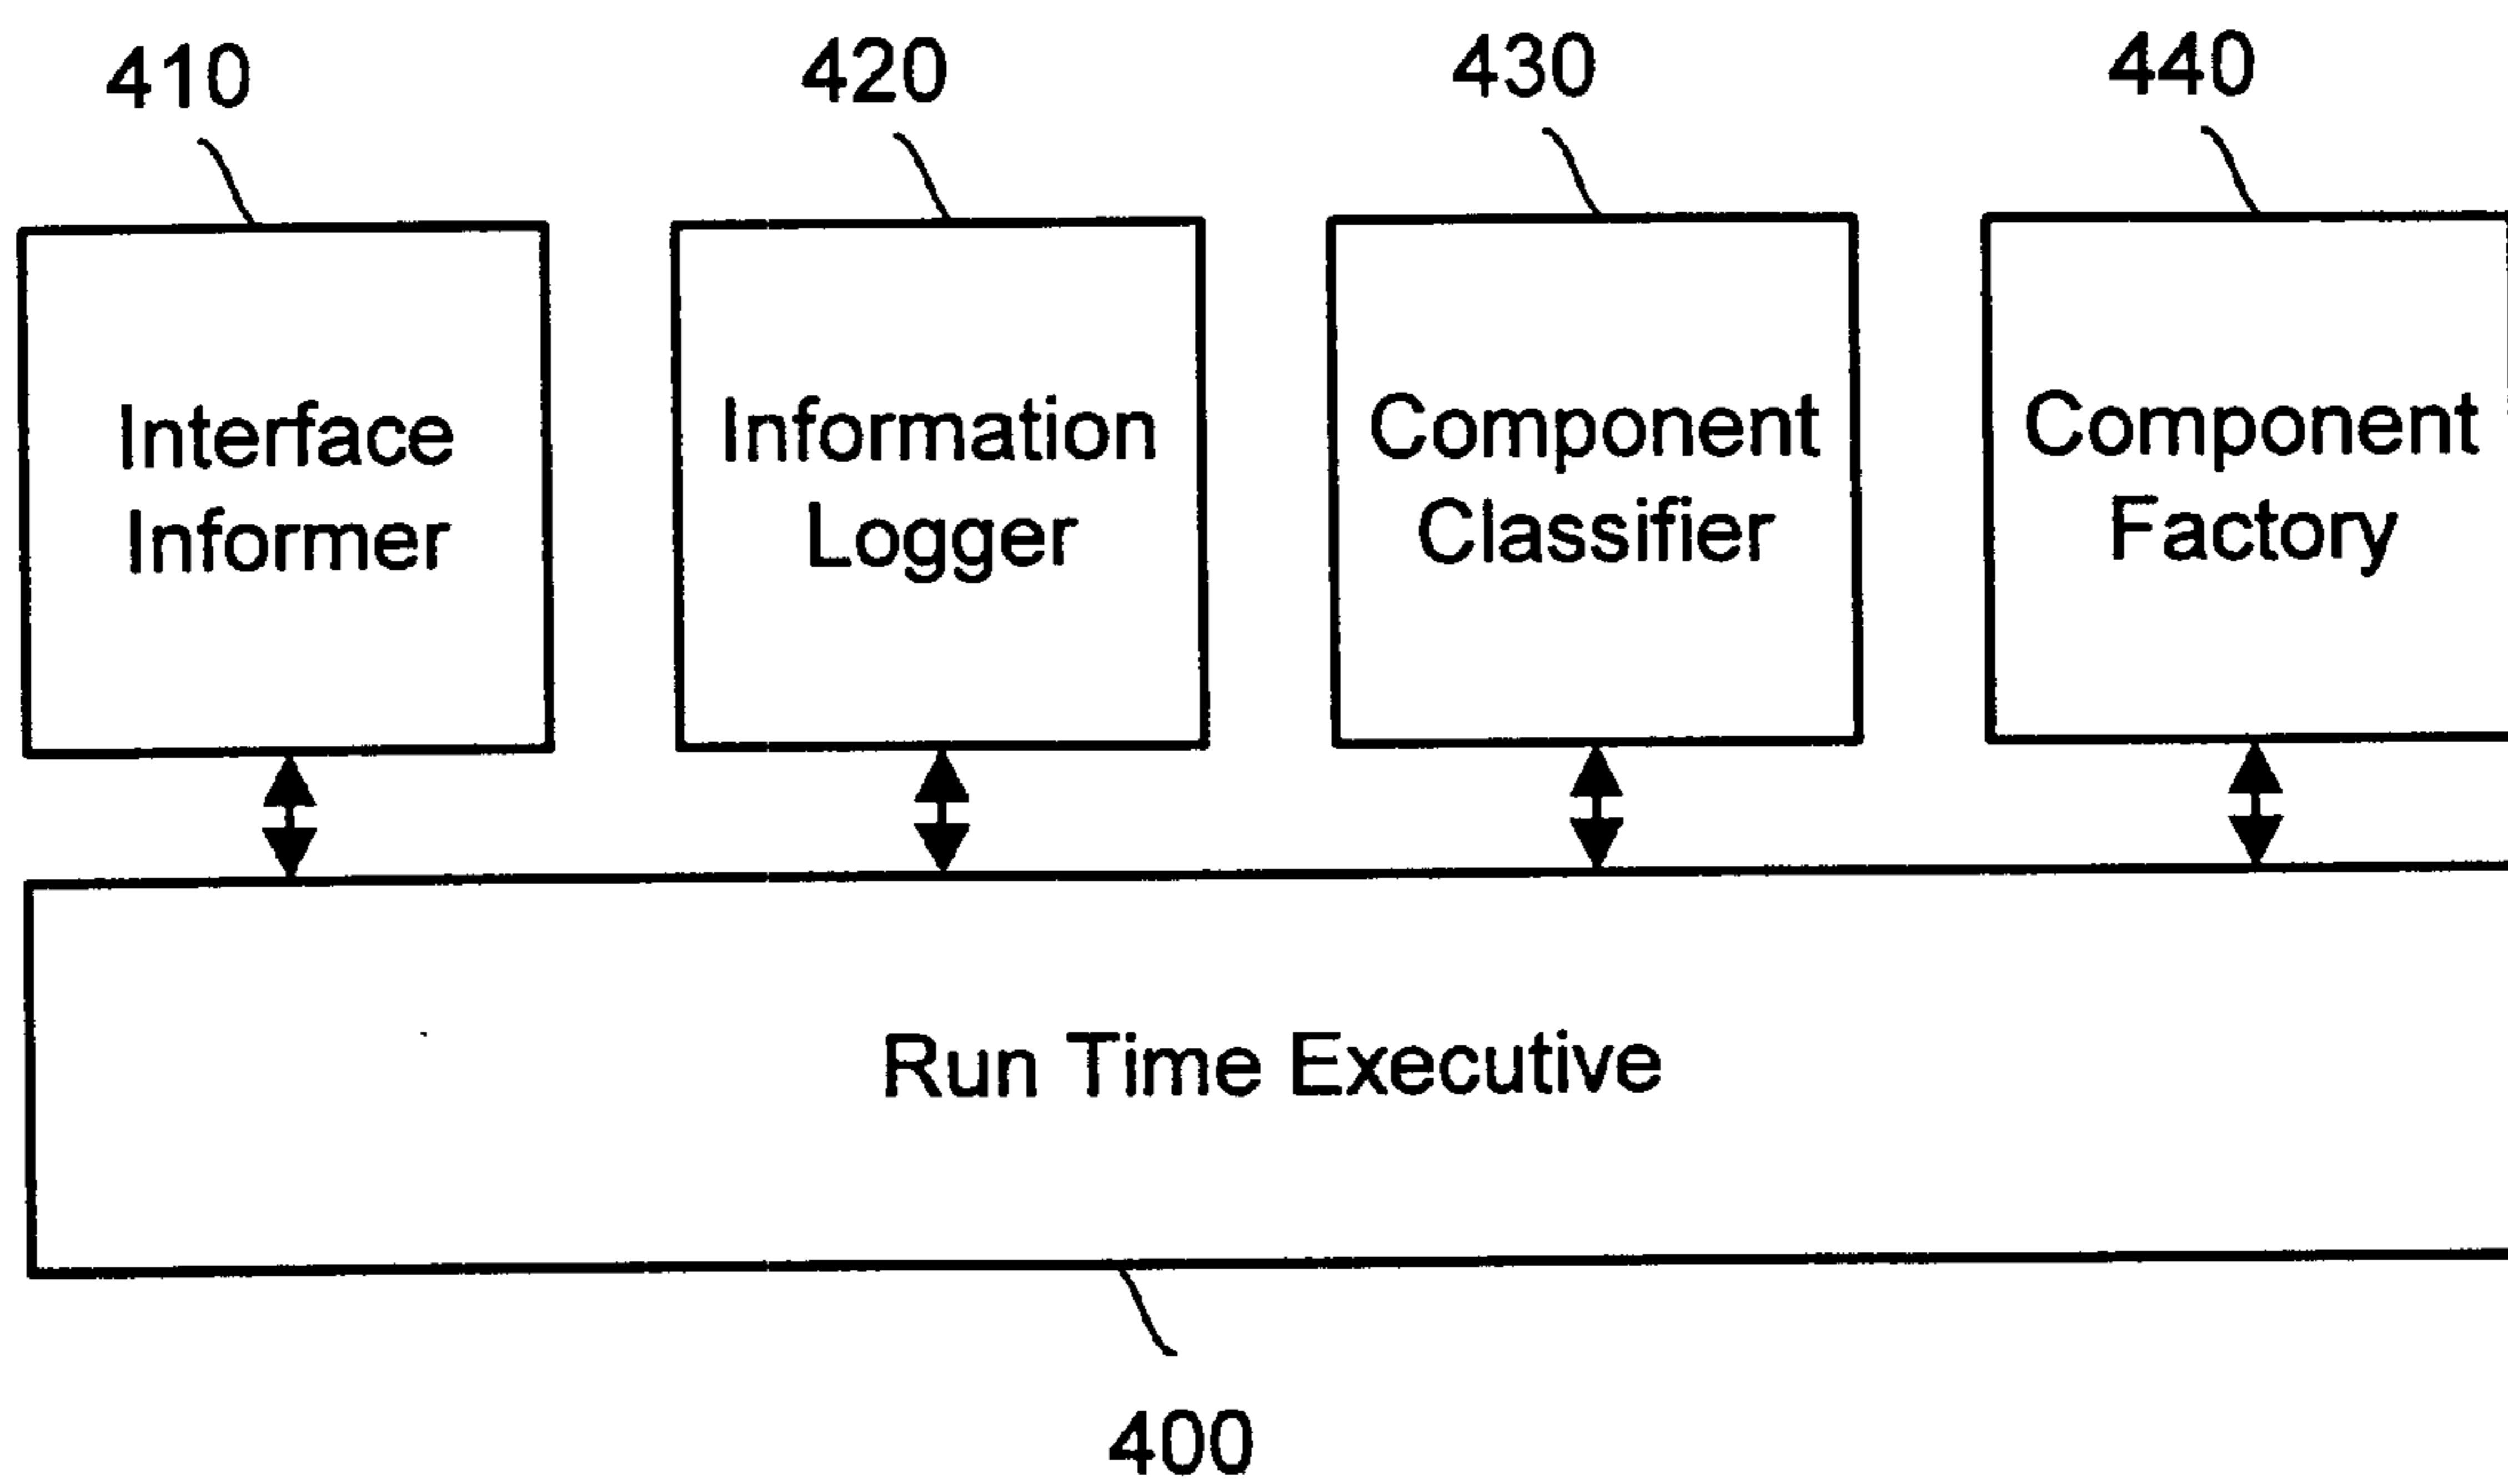 410
420
430
440
Interface
Informer
Information
Logger
Component
Classifier
Component
Factory
Run Time Executive
400